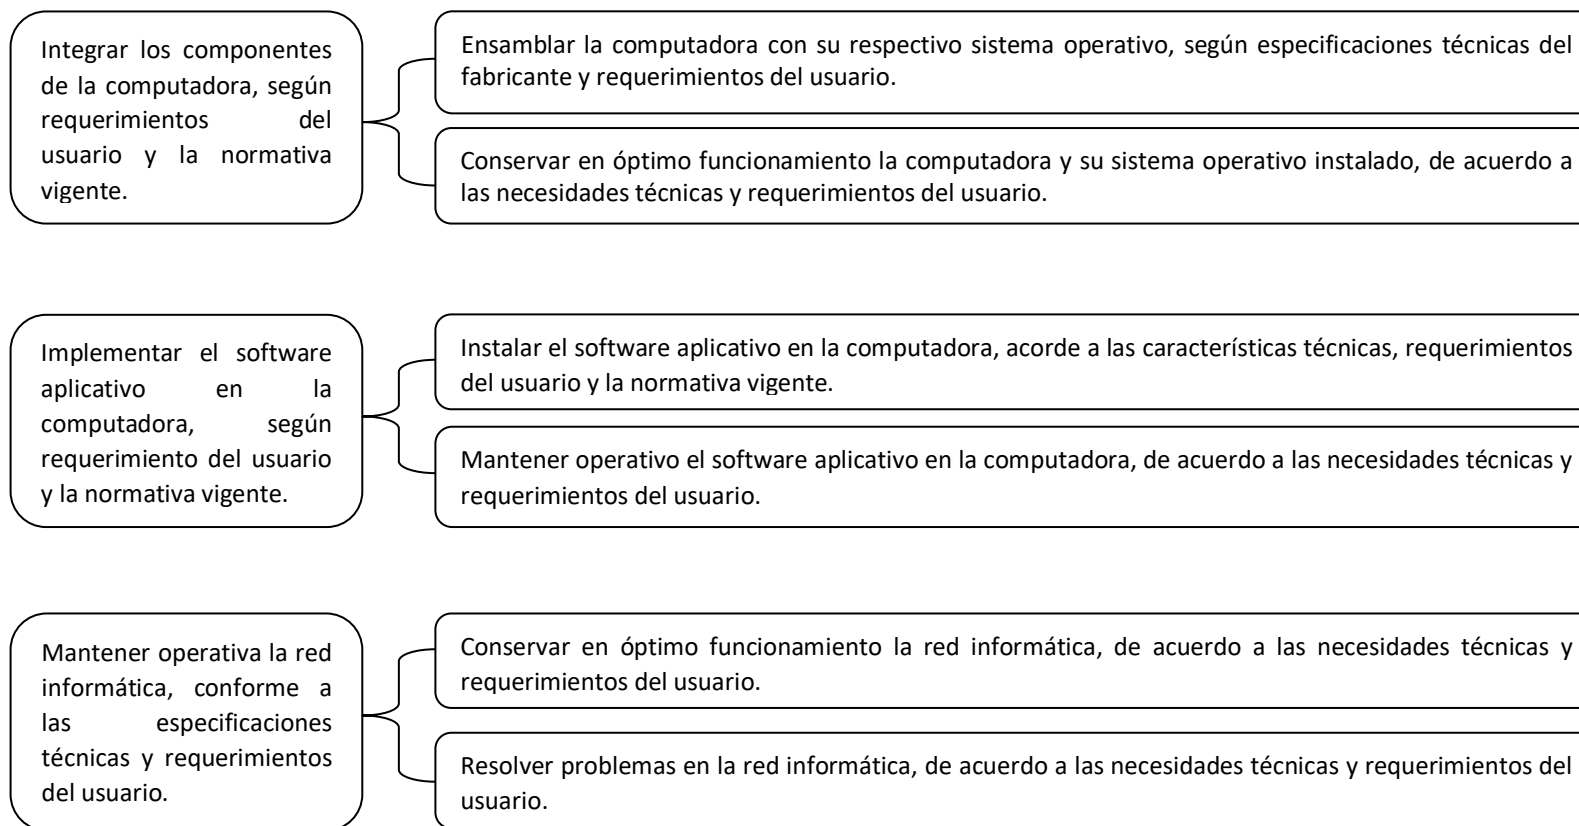 Integrar los componentes
de la computadora, según
requerimientos del
usuario y la normativa
vigente.
Ensamblar la computadora con su respectivo sistema operativo, según especificaciones técnicas del
fabricante y requerimientos del usuario.
Conservar en óptimo funcionamiento la computadora y su sistema operativo instalado, de acuerdo a
las necesidades técnicas y requerimientos del usuario.
Implementar el software
aplicativo en la
computadora, según
requerimiento del usuario
y la normativa vigente.
Instalar el software aplicativo en la computadora, acorde a las características técnicas, requerimientos
del usuario y la normativa vigente.
Mantener operativo el software aplicativo en la computadora, de acuerdo a las necesidades técnicas y
requerimientos del usuario.
Mantener operativa la red
informática, conforme a
las especificaciones
técnicas y requerimientos
del usuario.
Conservar en óptimo funcionamiento la red informática, de acuerdo a las necesidades técnicas y
requerimientos del usuario.
Resolver problemas en la red informática, de acuerdo a las necesidades técnicas y requerimientos del
usuario.